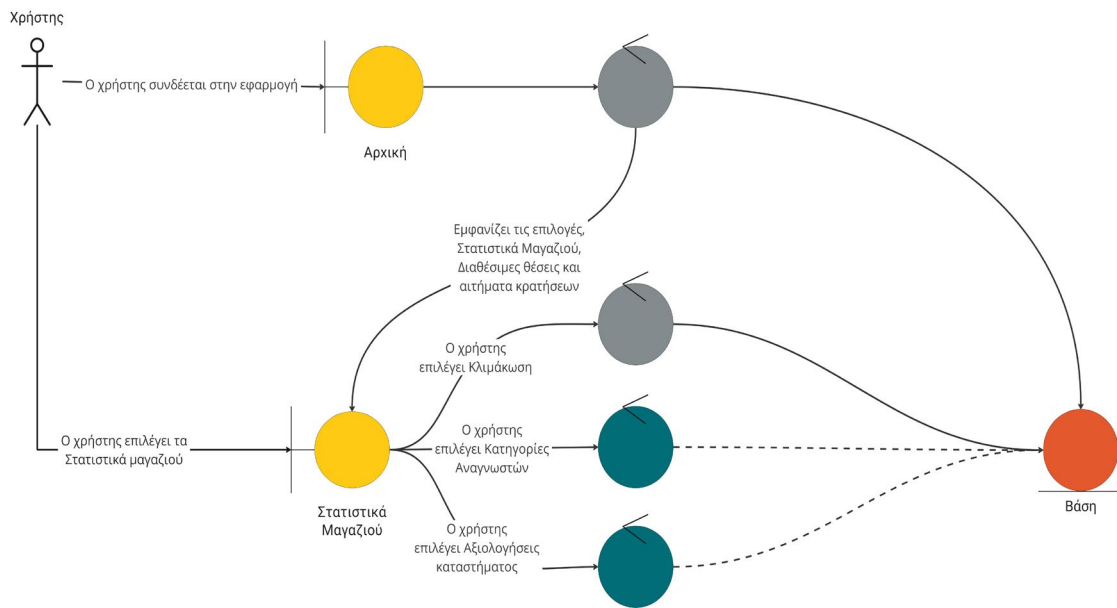 Χρήστης
Ο χρήστης συνδέεται στην εφαρμογή
Αρχική
Εμφανίζει τις επιλογές,
Στατιστικά Μαγαζιού,
Διαθέσιμες θέσεις και
αιτήματα κρατήσεων
Ο χρήστης
επιλέγει Κλιμάκωση
Ο χρήστης επιλέγει τα
Στατιστικά μαγαζιού
Ο χρήστης
επιλέγει Κατηγορίες
Αναγνωστών
Στατιστικά
Μαγαζιού
Ο χρήστης
επιλέγει Αξιολογήσεις
καταστήματος
Βάση